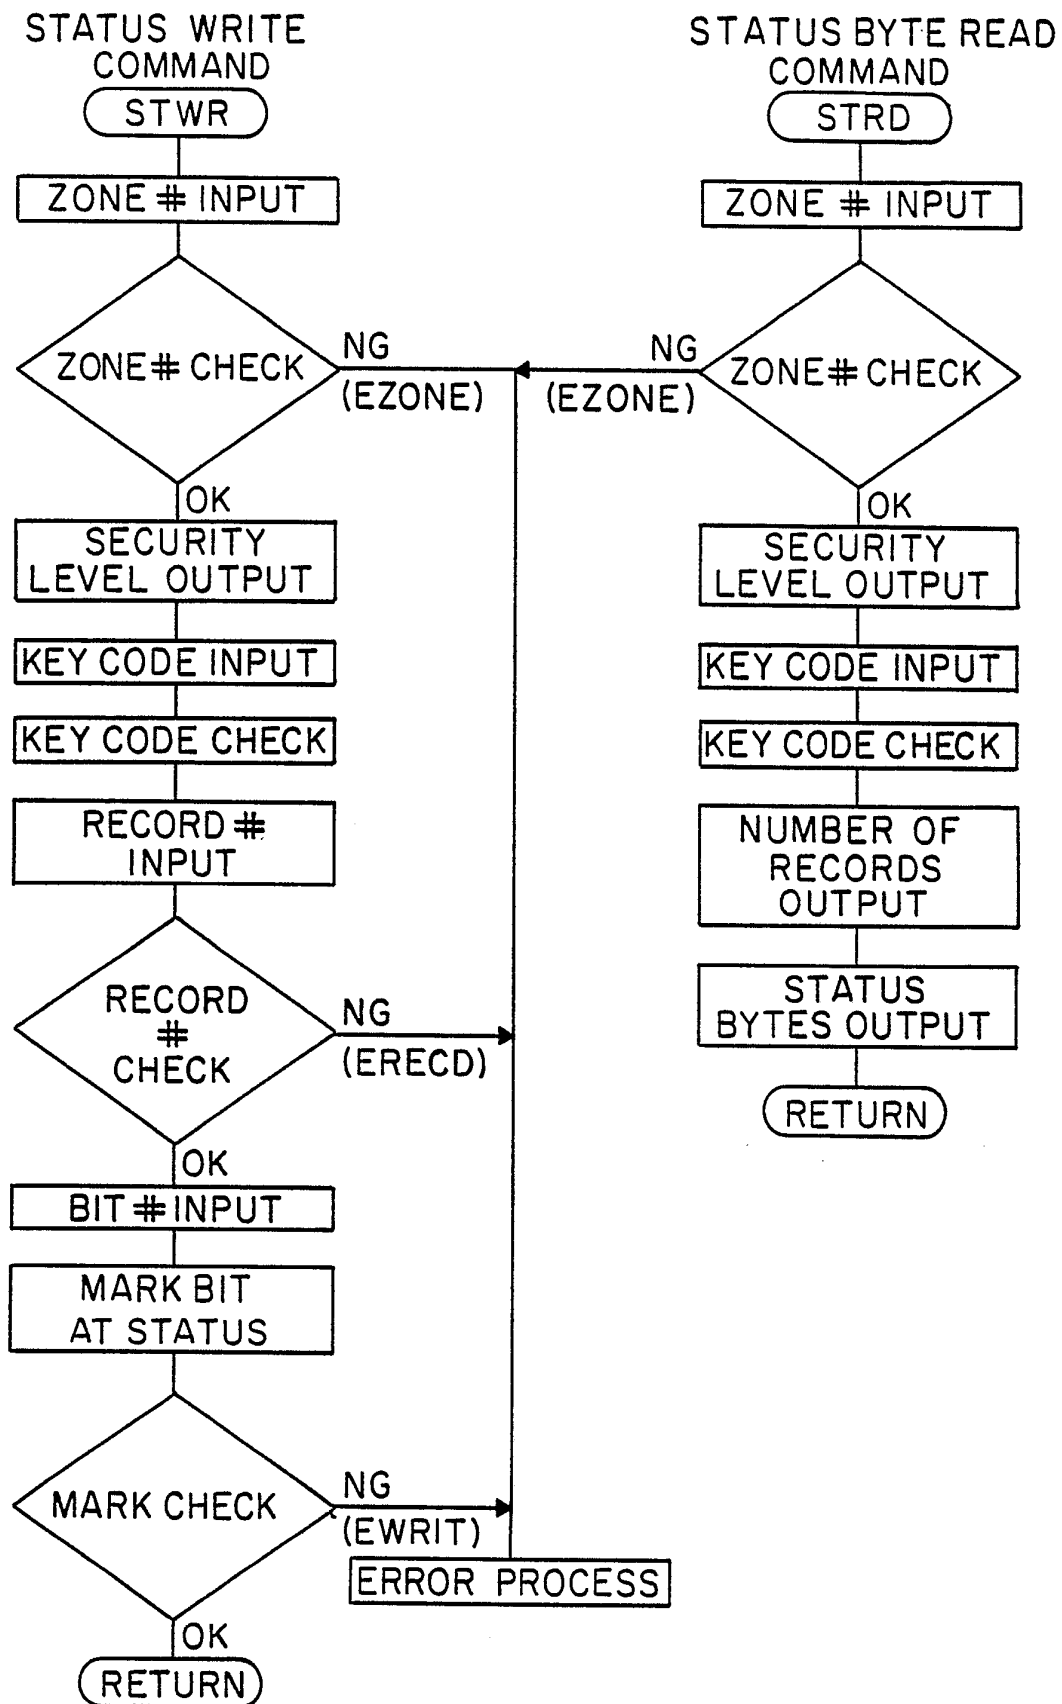 STATUS WRITE
COMMAND
STWR
ZONE # INPUT
ZONE # CHECK
NG
(EZONE)
OK
SECURITY
LEVEL OUTPUT
KEY CODE INPUT
KEY CODE CHECK
RECORD #
INPUT
RECORD
#
CHECK
NG
(ERECD)
OK
BIT # INPUT
MARK BIT
AT STATUS
MARK CHECK
NG
(EWRIT)
ERROR PROCESS
OK
RETURN
STATUS BYTE READ
COMMAND
STRD
ZONE # INPUT
ZONE # CHECK
NG
(EZONE)
OK
SECURITY
LEVEL OUTPUT
KEY CODE INPUT
KEY CODE CHECK
NUMBER OF
RECORDS
OUTPUT
STATUS
BYTES OUTPUT
RETURN